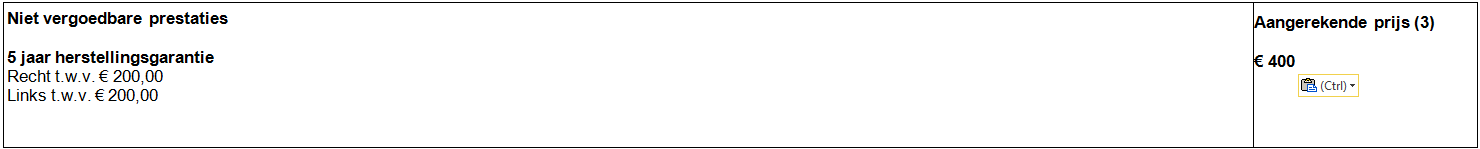 Niet vergoedbare prestaties
5 jaar herstellingsgarantie
Recht t.w.v. € 200,00
Links t.w.v. € 200,00
Aangerekende prijs (3)
€ 400
(Ctrl)